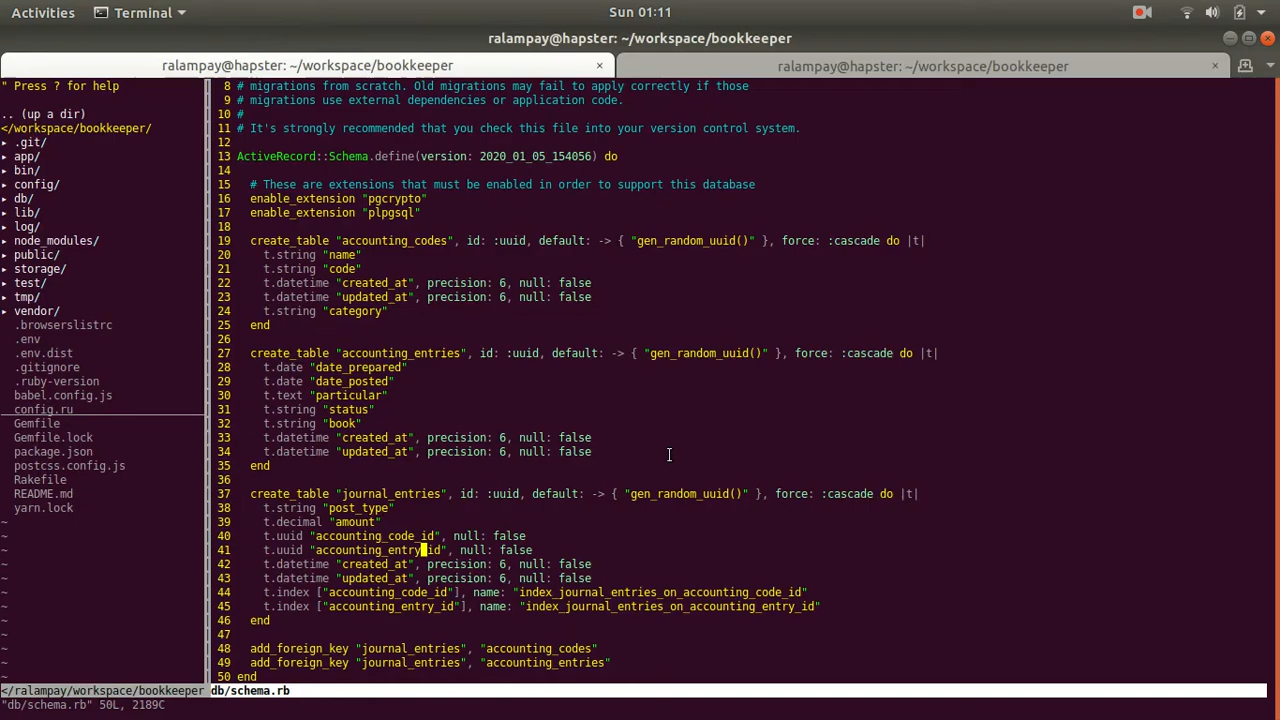 Activities Terminal Sun 01:11
ralampay@hapster: ~/workspace/bookkeeper
ralampay@hapster: ~/workspace/bookkeeper × ralampay@hapster: ~/workspace/bookkeeper ×
" Press ? for help
.. (up a dir)
</workspace/bookkeeper/
▸ .git/
▸ app/
▸ bin/
▸ config/
▸ db/
▸ lib/
▸ log/
▸ node_modules/
▸ public/
▸ storage/
▸ test/
▸ tmp/
▸ vendor/
.browserslistrc
.env
.env.dist
.gitignore
.ruby-version
babel.config.js
config.ru
Gemfile
Gemfile.lock
package.json
postcss.config.js
Rakefile
README.md
yarn.lock
~
~
~
~
~
~
~
~
~
~
~
~
8 # migrations from scratch. Old migrations may fail to apply correctly if those
9 # migrations use external dependencies or application code.
10 #
11 # It's strongly recommended that you check this file into your version control system.
12
13 ActiveRecord::Schema.define(version: 2020_01_05_154056) do
14
15   # These are extensions that must be enabled in order to support this database
16   enable_extension "pgcrypto"
17   enable_extension "plpgsql"
18
19   create_table "accounting_codes", id: :uuid, default: -> { "gen_random_uuid()" }, force: :cascade do |t|
20     t.string "name"
21     t.string "code"
22     t.datetime "created_at", precision: 6, null: false
23     t.datetime "updated_at", precision: 6, null: false
24     t.string "category"
25   end
26
27   create_table "accounting_entries", id: :uuid, default: -> { "gen_random_uuid()" }, force: :cascade do |t|
28     t.date "date_prepared"
29     t.date "date_posted"
30     t.text "particular"
31     t.string "status"
32     t.string "book"
33     t.datetime "created_at", precision: 6, null: false
34     t.datetime "updated_at", precision: 6, null: false
35   end
36
37   create_table "journal_entries", id: :uuid, default: -> { "gen_random_uuid()" }, force: :cascade do |t|
38     t.string "post_type"
39     t.decimal "amount"
40     t.uuid "accounting_code_id", null: false
41     t.uuid "accounting_entry_id", null: false
42     t.datetime "created_at", precision: 6, null: false
43     t.datetime "updated_at", precision: 6, null: false
44     t.index ["accounting_code_id"], name: "index_journal_entries_on_accounting_code_id"
45     t.index ["accounting_entry_id"], name: "index_journal_entries_on_accounting_entry_id"
46   end
47
48   add_foreign_key "journal_entries", "accounting_codes"
49   add_foreign_key "journal_entries", "accounting_entries"
50 end
</ralampay/workspace/bookkeeper db/schema.rb
"db/schema.rb" 50L, 2189C